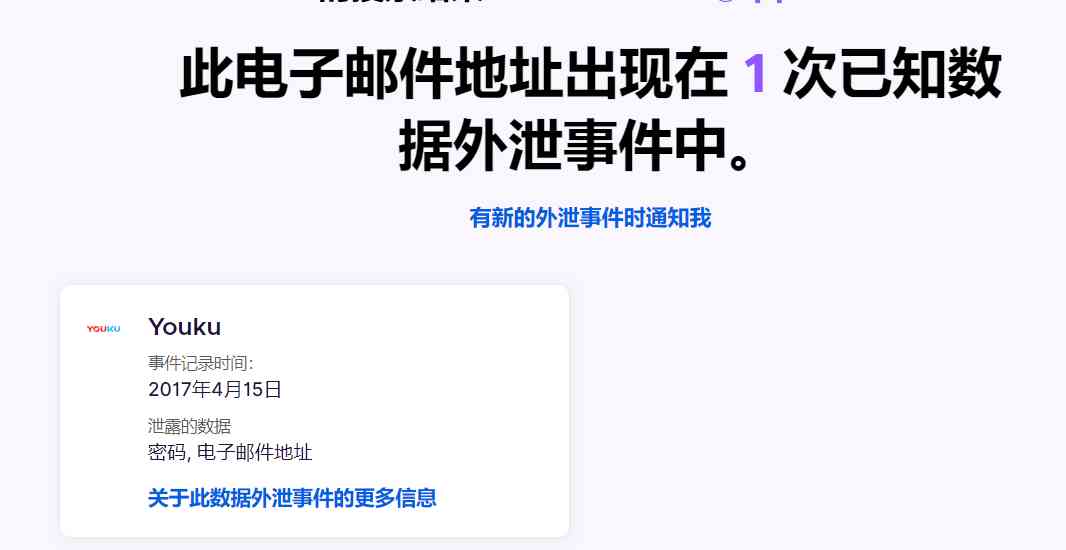 此电子邮件地址出现在 1 次已知数
据外泄事件中。
有新的外泄事件时通知我
YOUKU
Youku
事件记录时间:
2017年4月15日
泄露的数据
密码, 电子邮件地址
关于此数据外泄事件的更多信息